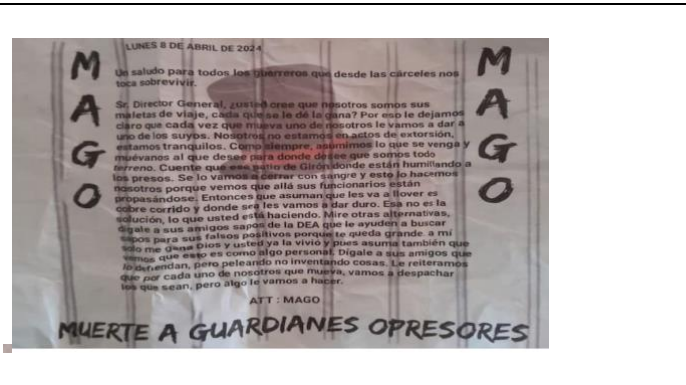 LUNES 8 DE ABRIL DE 2024
Un saludo para todos los guerreros que desde las cárceles nos
toca sobrevivir.
Sr. Director General, ¿usted cree que nosotros somos sus
maletas de viaje, cada que se le dé la gana? Por eso le dejamos
claro que cada vez que mueva uno de nosotros le vamos a dar a
uno de los suyos. Nosotros no estamos en actos de extorsión,
estamos tranquilos. Como siempre, asumimos lo que se venga y
muévanos al que desee para donde desee que somos todo
terreno. Cuente que ese patio de Girón donde están humillando a
los presos. Se lo vamos a cerrar con sangre y esto lo hacemos
nosotros porque vemos que allá sus funcionarios están
propasándose. Entonces que asuman que les va a llover es
cobre corrido y donde sea les vamos a dar duro. Esa no es la
solución, lo que usted está haciendo. Mire otras alternativas,
dígale a sus amigos sapos de la DEA que le ayuden a buscar
sapos para sus falsos positivos porque te queda grande. a mí
solo me gana Dios y usted ya la vivió y pues asuma también que
vemos que esto es como algo personal. Dígale a sus amigos que
lo defiendan, pero peleando no inventando cosas. Le reiteramos
que por cada uno de nosotros que mueva, vamos a despachar
los que sean, pero algo le vamos a hacer.
ATT : MAGO
MAGO
MAGO
MUERTE A GUARDIANES OPRESORES